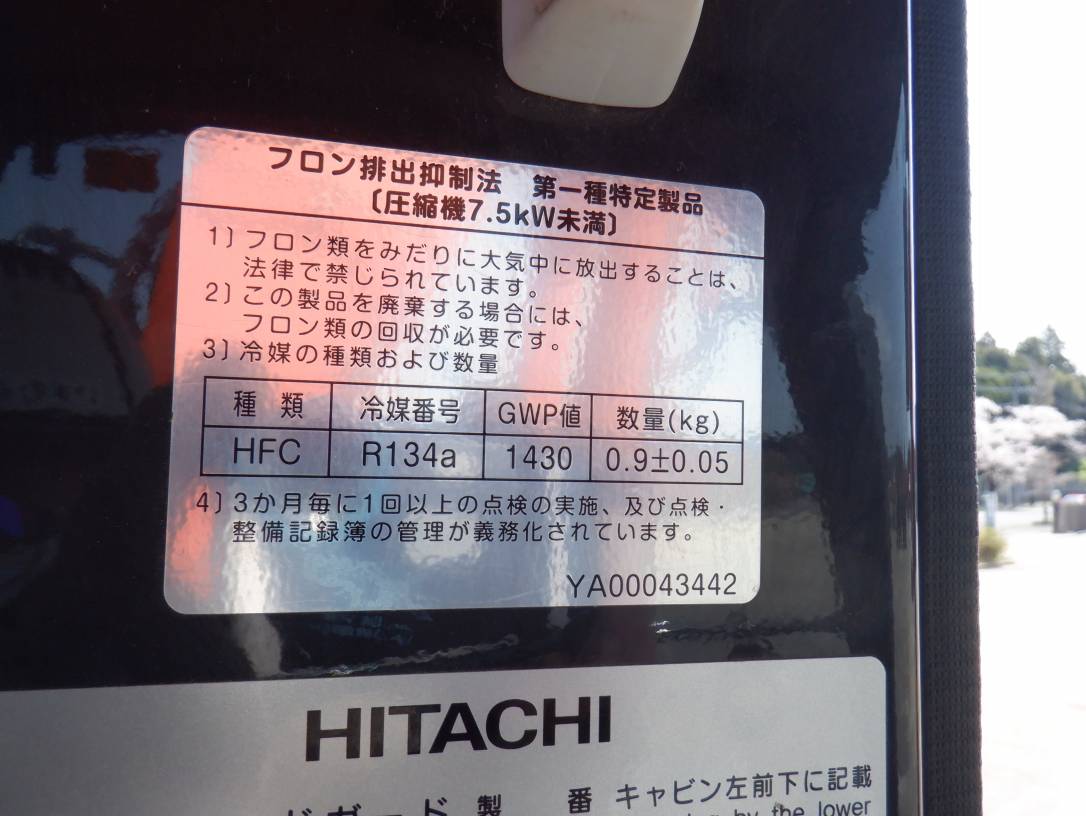 フロン排出抑制法 第一種特定製品
〔圧縮機7.5kW未満〕
1〕フロン類をみだりに大気中に放出することは、
法律で禁じられています。
2〕この製品を廃棄する場合には、
フロン類の回収が必要です。
3〕冷媒の種類および数量
種類 冷媒番号 GWP値 数量(kg)
HFC R134a 1430 0.9±0.05
4〕3か月毎に1回以上の点検の実施、及び点検・
整備記録簿の管理が義務化されています。
YA00043442
HITACHI
ドガード製 番 キャビン左前下に記載
by the lower